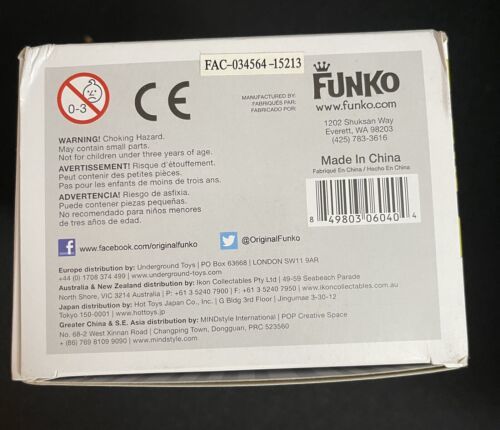 FAC-034564-15213
0-3
CE
MANUFACTURED BY:
FABRIQUÉS PAR:
FABRICADO POR:
FUNKO
www.funko.com
1202 Shuksan Way
Everett, WA 98203
(425) 783-3616
WARNING! Choking Hazard.
May contain small parts.
Not for children under three years of age.
AVERTISSEMENT! Risque d'étouffement.
Peut contenir des petites pièces.
Pas pour les enfants de moins de trois ans.
ADVERTENCIA! Riesgo de asfixia.
Puede contener piezas pequeñas.
No recomendado para niños menores
de tres años de edad.
Made In China
Fabriqué En China / Hecho En China
8 49803 06040 4
f www.facebook.com/originalfunko
@OriginalFunko
Europe distribution by: Underground Toys | PO Box 63668 | LONDON SW11 9AR
+44 (0) 1708 374 499 | www.underground-toys.com
Australia & New Zealand distribution by: Ikon Collectables Pty Ltd | 49-59 Seabeach Parade
North Shore, VIC 3214 Australia | P: +61 3 5240 7900 | F: +61 3 5240 7950 | www.ikoncollectables.com.au
Japan distribution by: Hot Toys Japan Co., Inc. | G Bldg 3rd Floor | Jingumae 3-30-12
Tokyo 150-0001 | www.hottoys.jp
Greater China & S.E. Asia distribution by: MINDstyle International | POP Creative Space
No. 68-2 West Xinnan Road | Changping Town, Dongguan, PRC 523560
+ (86) 769 8109 9090 | www.mindstyle.com